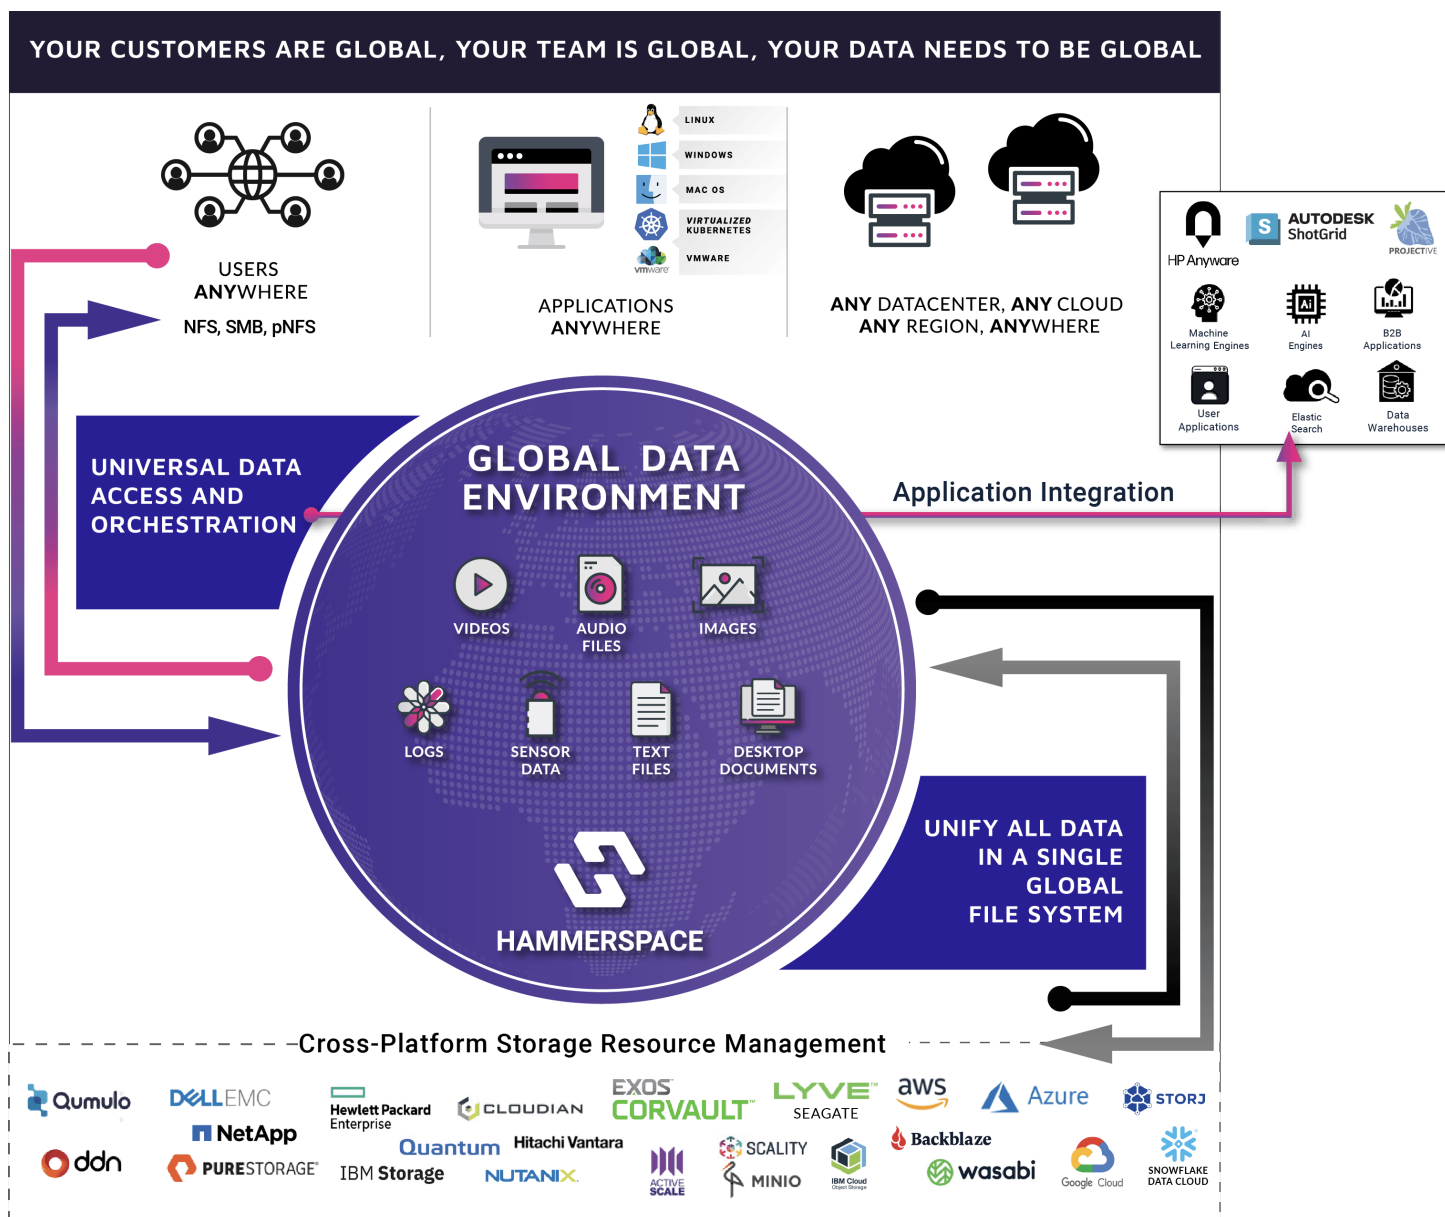 YOUR CUSTOMERS ARE GLOBAL, YOUR TEAM IS GLOBAL, YOUR DATA NEEDS TO BE GLOBAL
USERS
ANYWHERE
NFS, SMB, pNFS
APPLICATIONS
ANYWHERE
LINUX
WINDOWS
MAC OS
VIRTUALIZED
KUBERNETES
vmware
VMWARE
ANY DATACENTER, ANY CLOUD
ANY REGION, ANYWHERE
HP Anyware
S
AUTODESK
ShotGrid
PROJECTIVE
Machine
Learning Engines
Ai
AI
Engines
B2B
Applications
User
Applications
Elastic
Search
Data
Warehouses
UNIVERSAL DATA
ACCESS AND
ORCHESTRATION
GLOBAL DATA
ENVIRONMENT
Application Integration
VIDEOS
AUDIO
FILES
IMAGES
LOGS
SENSOR
DATA
TEXT
FILES
DESKTOP
DOCUMENTS
HAMMERSPACE
UNIFY ALL DATA
IN A SINGLE
GLOBAL
FILE SYSTEM
Cross-Platform Storage Resource Management
Qumulo
DELLEMC
Hewlett Packard
Enterprise
CLOUDIAN
EXOS™
CORVAULT™
LYVE™
SEAGATE
aws
Azure
STORJ
NetApp
Quantum
Hitachi Vantara
SCALITY
Backblaze
ddn
PURESTORAGE®
IBM Storage
NUTANIX.
ACTIVE
SCALE
MINIO
IBM Cloud
Object Storage
wasabi
Google Cloud
SNOWFLAKE
DATA CLOUD